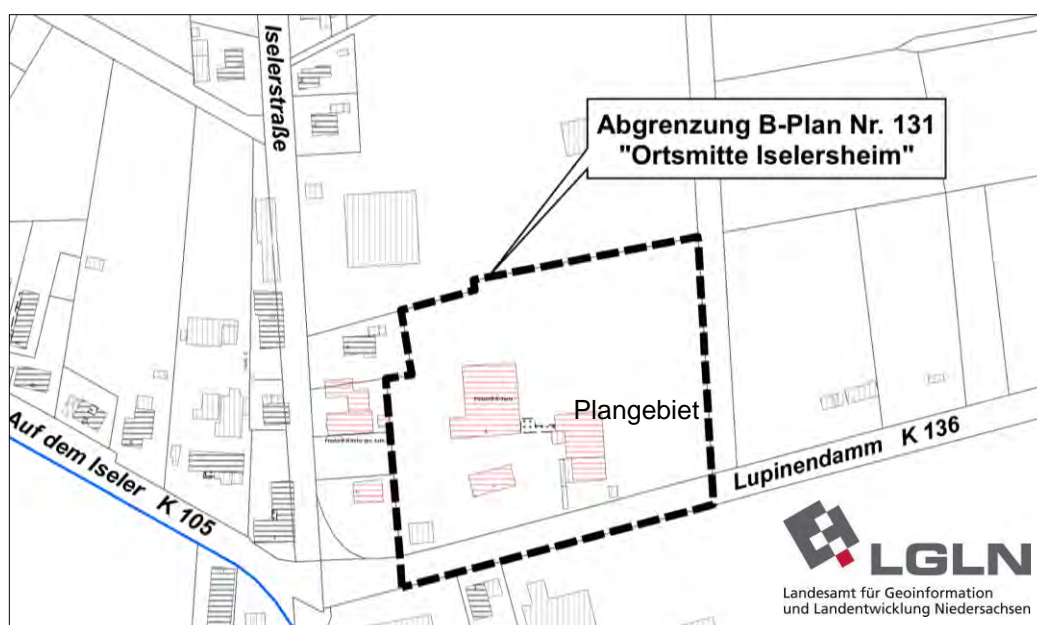 Iselerstraße
Abgrenzung B-Plan Nr. 131
"Ortsmitte Iselersheim"
Plangebiet
Auf dem Iseler K 105
Lupinendamm K 136
LGLN
Landesamt für Geoinformation
und Landentwicklung Niedersachsen